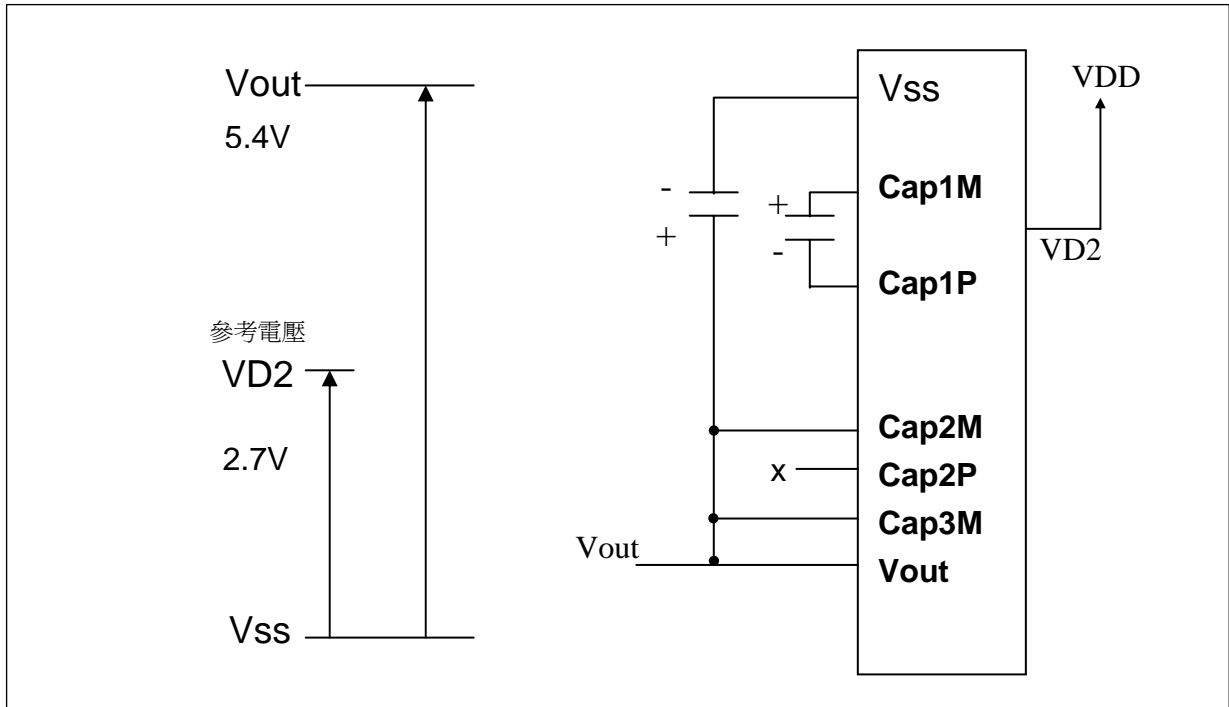 Vout
5.4V
參考電壓
VD2
2.7V
Vss
-
+
+
-
x
Vout
Vss
Cap1M
Cap1P
Cap2M
Cap2P
Cap3M
Vout
VDD
VD2